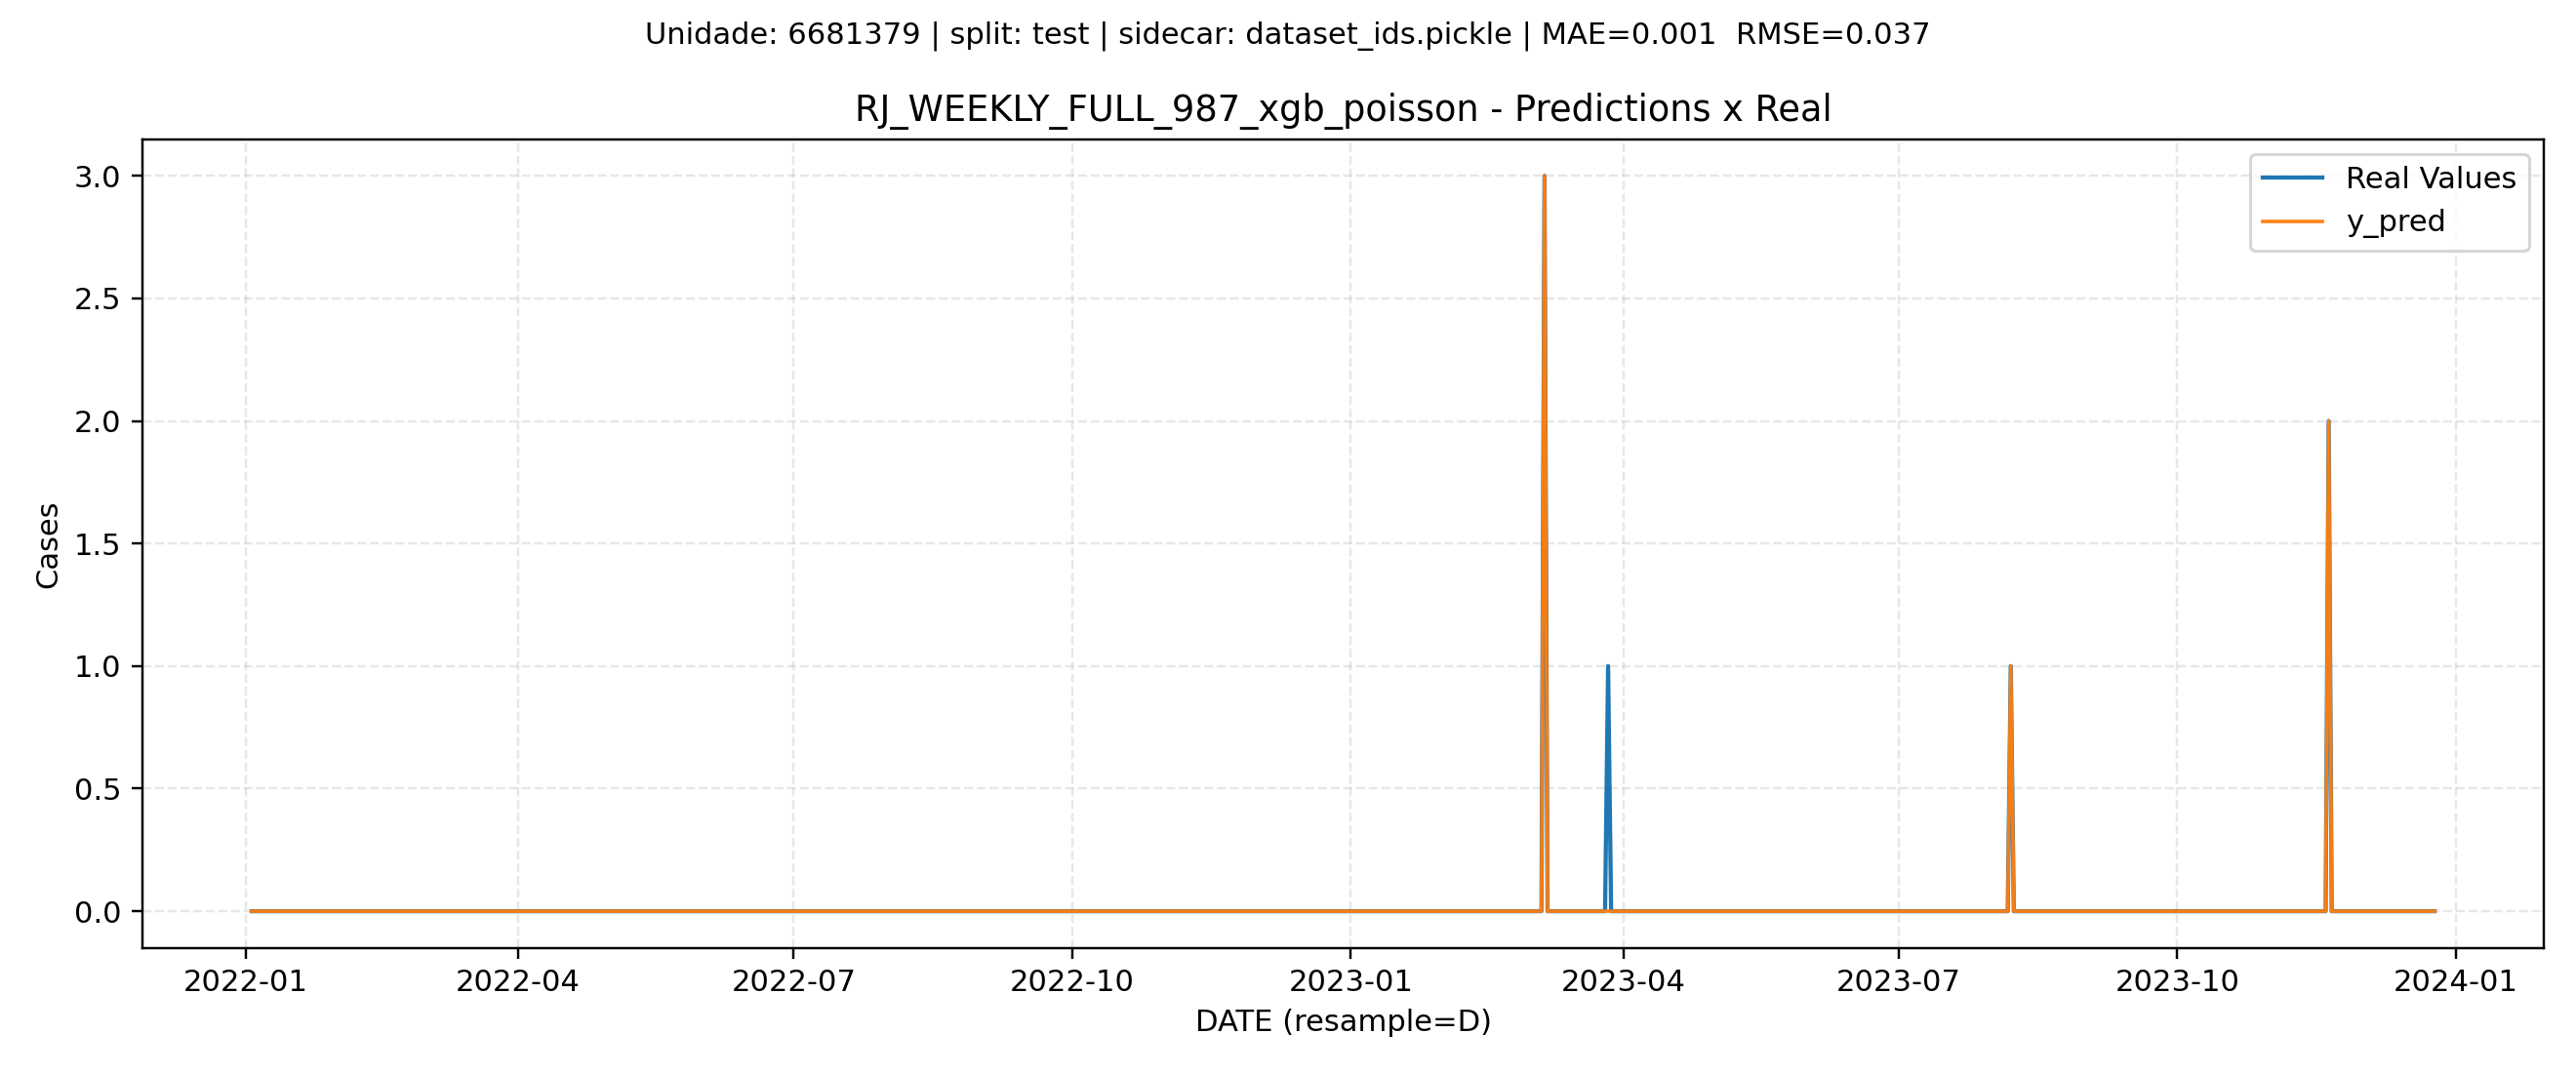 Unidade: 6681379 | split: test | sidecar: dataset_ids.pickle | MAE=0.001  RMSE=0.037
RJ_WEEKLY_FULL_987_xgb_poisson - Predictions x Real
Real Values
y_pred
3.0
2.5
2.0
1.5
1.0
0.5
0.0
Cases
2022-01
2022-04
2022-07
2022-10
2023-01
2023-04
2023-07
2023-10
2024-01
DATE (resample=D)